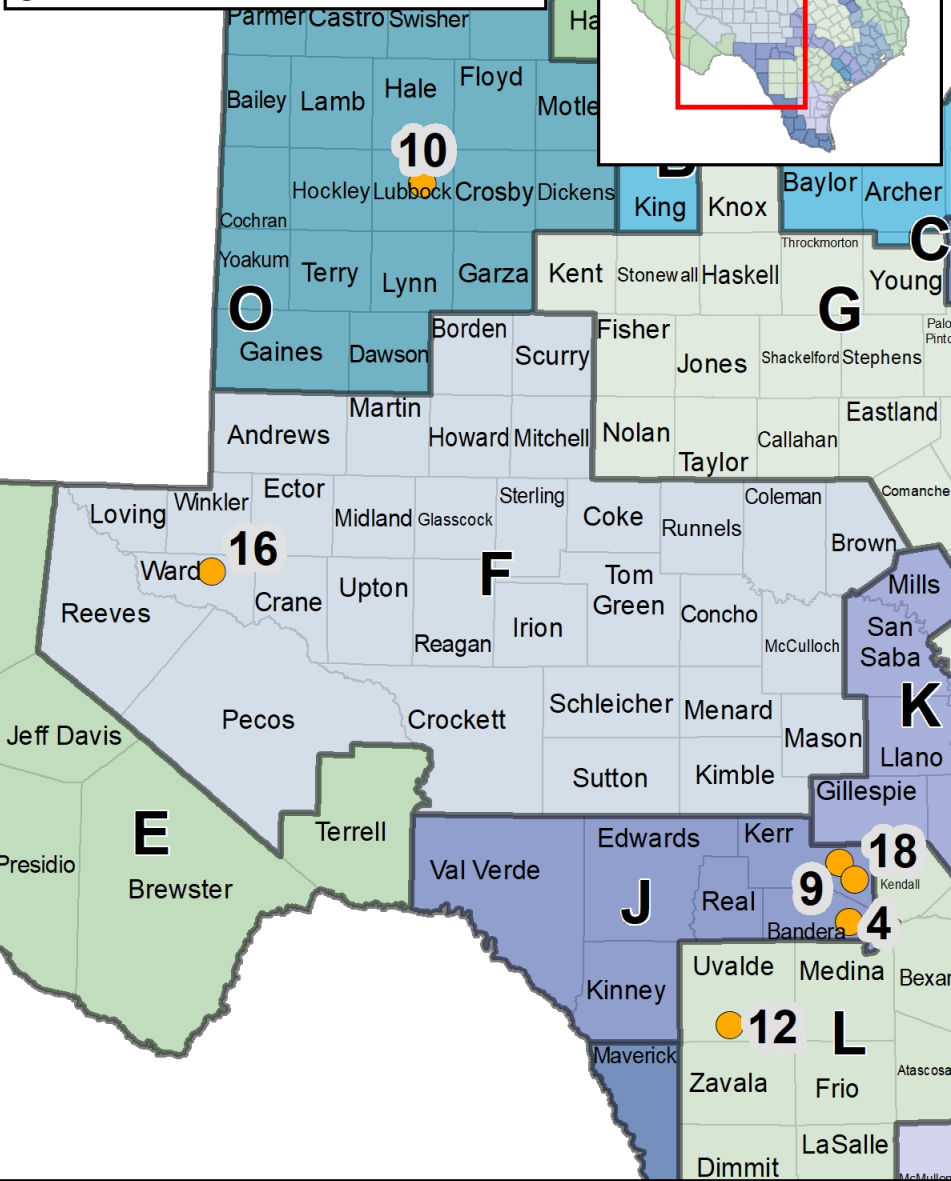 Parmer Castro Swisher
Ha
Bailey Lamb Hale Floyd
Motle
10
Hockley Lubbock Crosby Dickens
Cochran
King Knox Baylor Archer
C
Yoakum Terry Lynn Garza
O
Gaines Dawson
Kent Stonewall Haskell Throckmorton Young
G
Borden Scurry
Fisher Jones Shackelford Stephens
Palo
Pinto
Andrews Martin Howard Mitchell
Nolan Taylor Callahan Eastland
Comanche
Loving Winkler Ector Midland Glasscock Sterling Coke Runnels Coleman Brown
16
Ward
F
Reeves Crane Upton Reagan Irion
Tom
Green
Concho McCulloch
Mills
San
Saba
K
Llano
Pecos Crockett Schleicher Menard Mason
Sutton Kimble
Gillespie
Jeff Davis
Presidio
E
Brewster
Terrell
Val Verde Edwards Kerr
J
Real
18
9
Kendall
4
Bandera
Kinney
Uvalde Medina Bexar
12
L
Maverick Zavala Frio Atascosa
Dimmit LaSalle